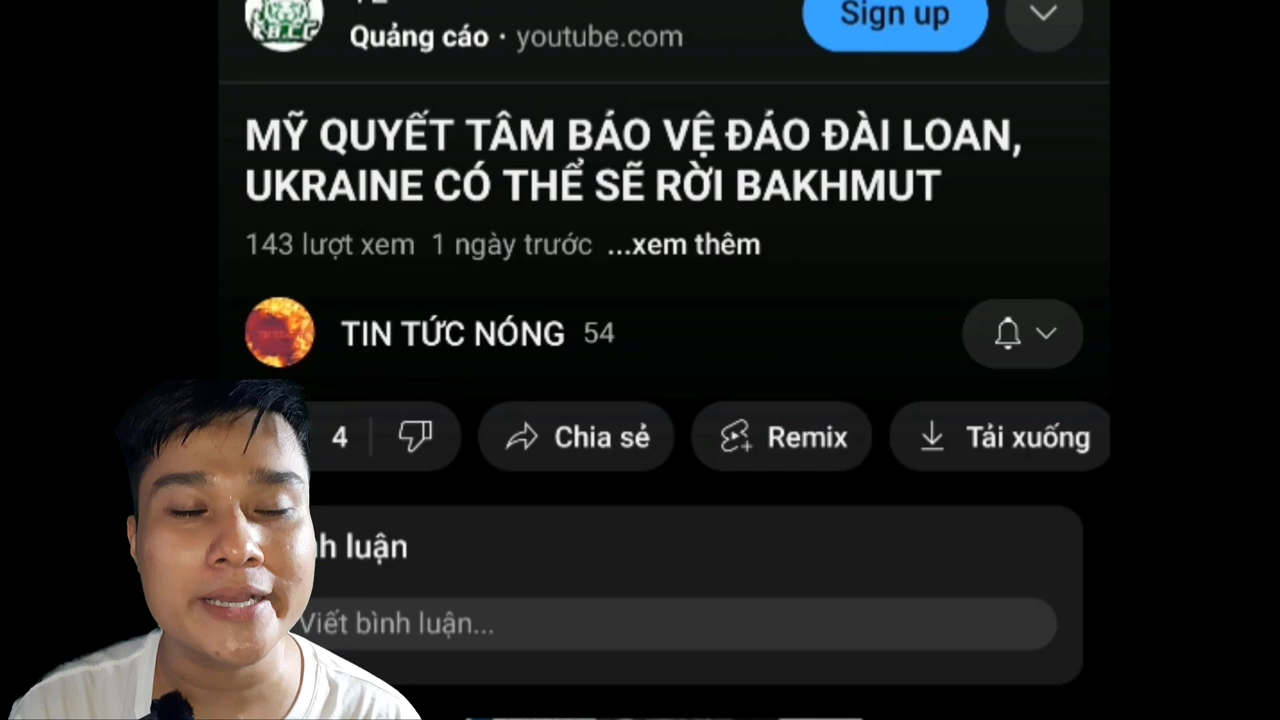 Quảng cáo · youtube.com
Sign up
MỸ QUYẾT TÂM BẢO VỆ ĐẢO ĐÀI LOAN,
UKRAINE CÓ THỂ SẼ RỜI BAKHMUT
143 lượt xem 1 ngày trước ...xem thêm
TIN TỨC NÓNG 54
4
Chia sẻ
Remix
Tải xuống
h luận
Viết bình luận...